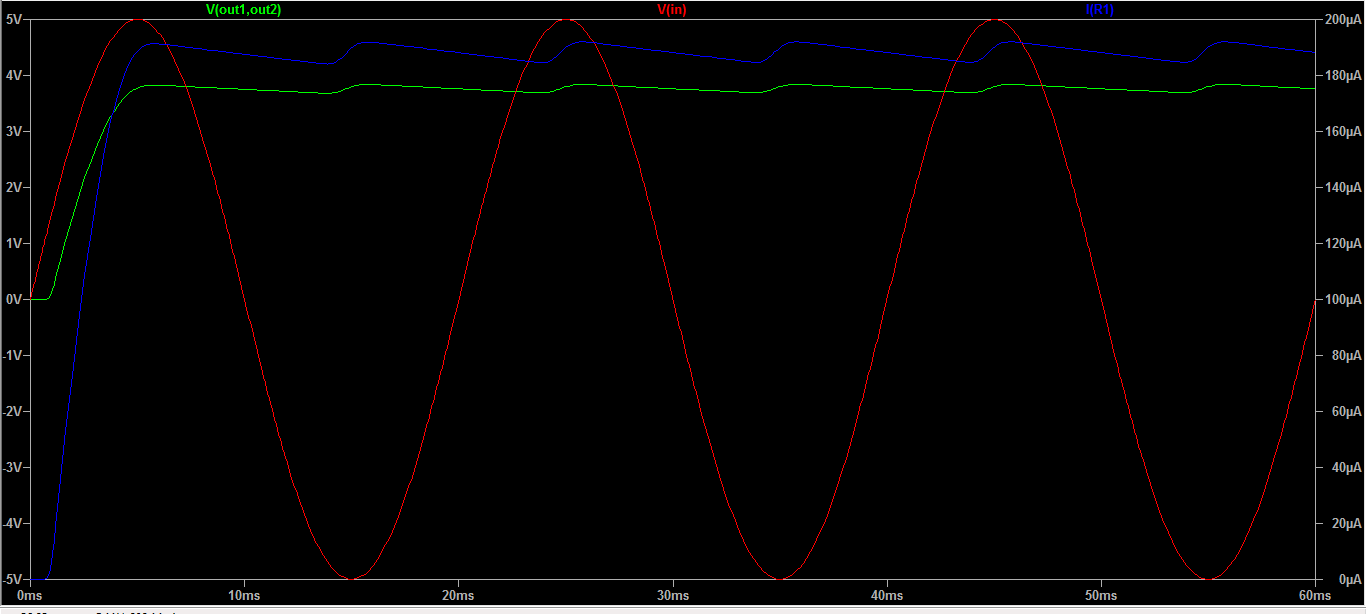 V(out1,out2) V(in) I(R1)
5V 200µA
4V 180µA
3V 160µA
2V 140µA
1V 120µA
0V 100µA
-1V 80µA
-2V 60µA
-3V 40µA
-4V 20µA
-5V 0µA
0ms 10ms 20ms 30ms 40ms 50ms 60ms